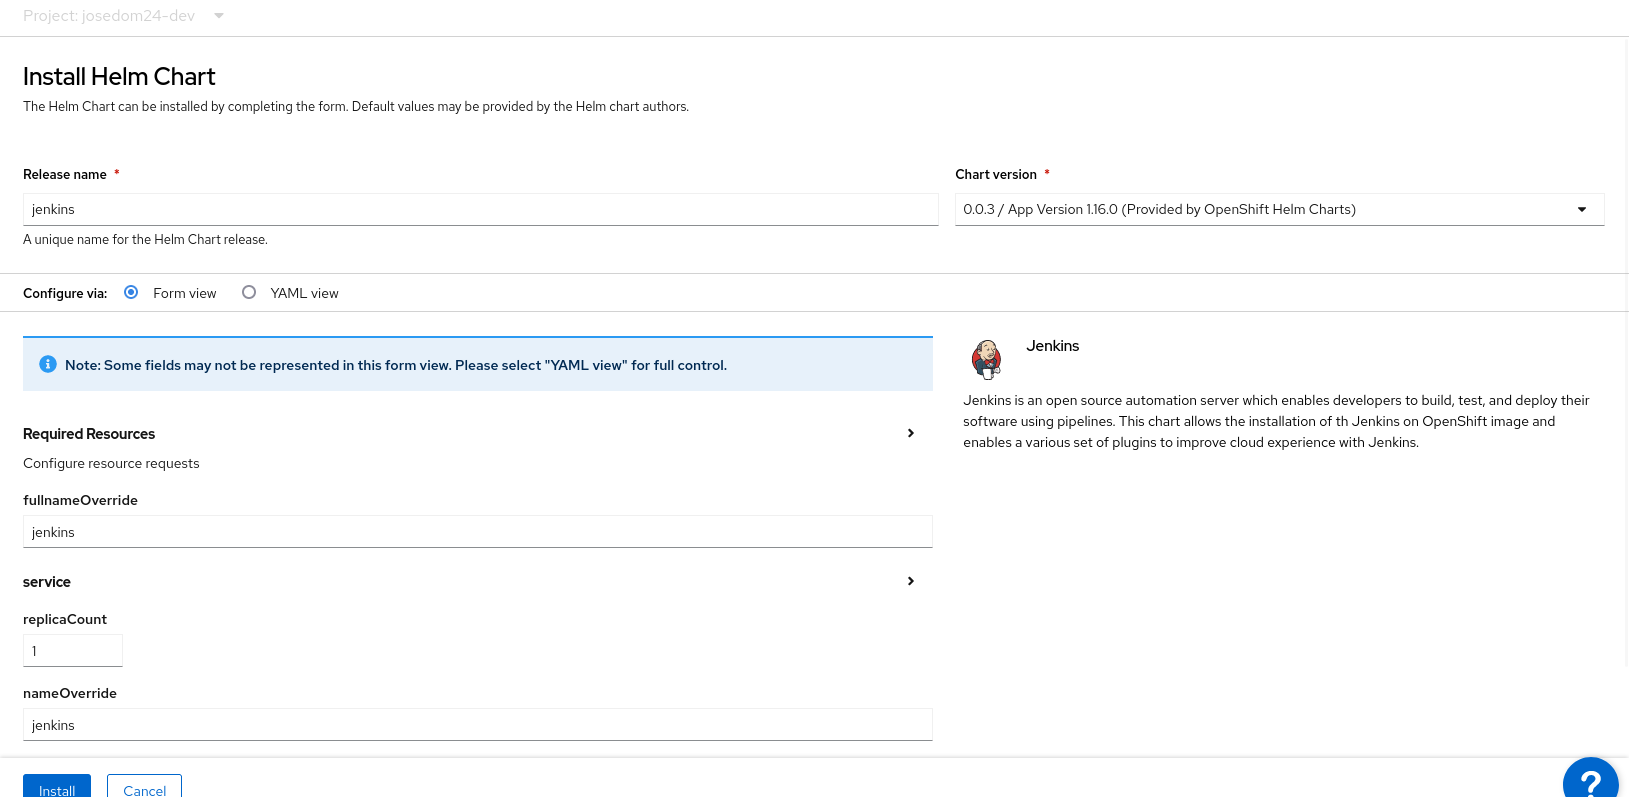 Project: josedom24-dev
Install Helm Chart
The Helm Chart can be installed by completing the form. Default values may be provided by the Helm chart authors.
Release name *
Chart version *
jenkins
0.0.3 / App Version 1.16.0 (Provided by OpenShift Helm Charts)
A unique name for the Helm Chart release.
Configure via: Form view YAML view
Note: Some fields may not be represented in this form view. Please select "YAML view" for full control.
Jenkins
Jenkins is an open source automation server which enables developers to build, test, and deploy their
software using pipelines. This chart allows the installation of th Jenkins on OpenShift image and
enables a various set of plugins to improve cloud experience with Jenkins.
Required Resources
Configure resource requests
fullnameOverride
jenkins
service
replicaCount
1
nameOverride
jenkins
Install Cancel
?